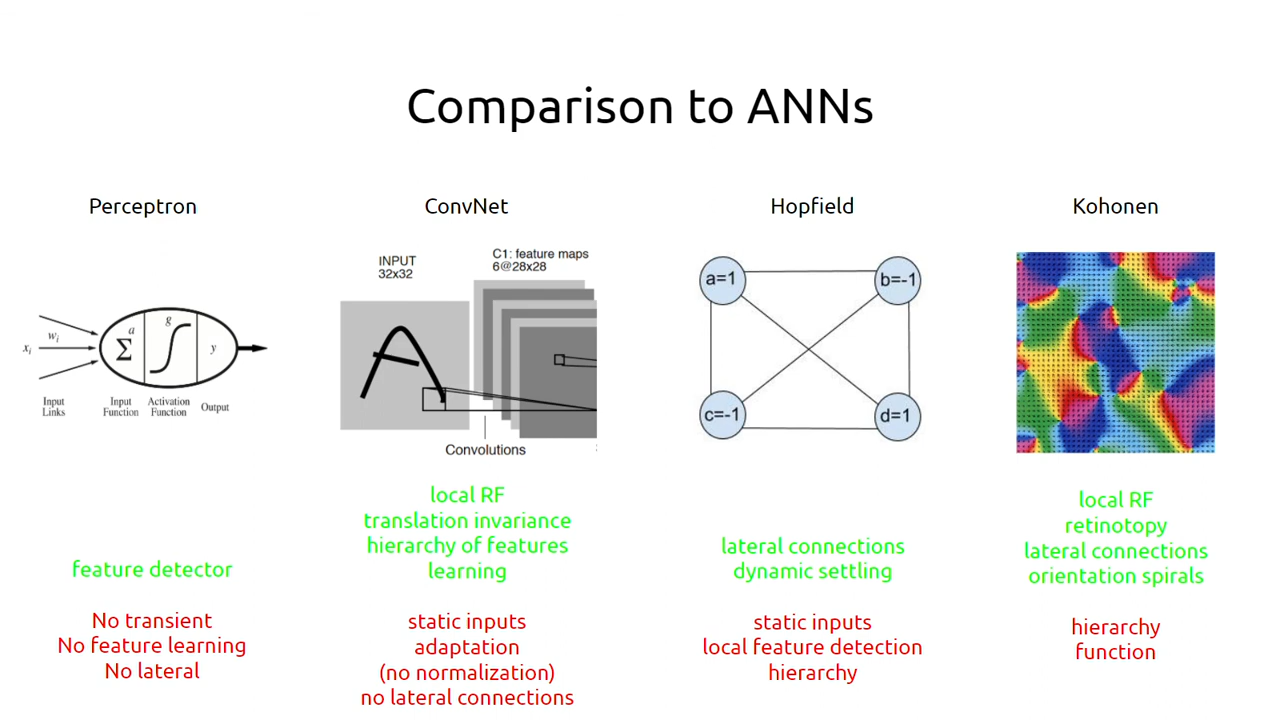 Comparison to ANNs
Perceptron
x_i
w_i
Σ
a
g
y
Input
Links
Input
Function
Activation
Function
Output
feature detector
No transient
No feature learning
No lateral
ConvNet
INPUT
32x32
C1: feature maps
6@28x28
A
Convolutions
local RF
translation invariance
hierarchy of features
learning
static inputs
adaptation
(no normalization)
no lateral connections
Hopfield
a=1
b=-1
c=-1
d=1
lateral connections
dynamic settling
static inputs
local feature detection
hierarchy
Kohonen
local RF
retinotopy
lateral connections
orientation spirals
hierarchy
function